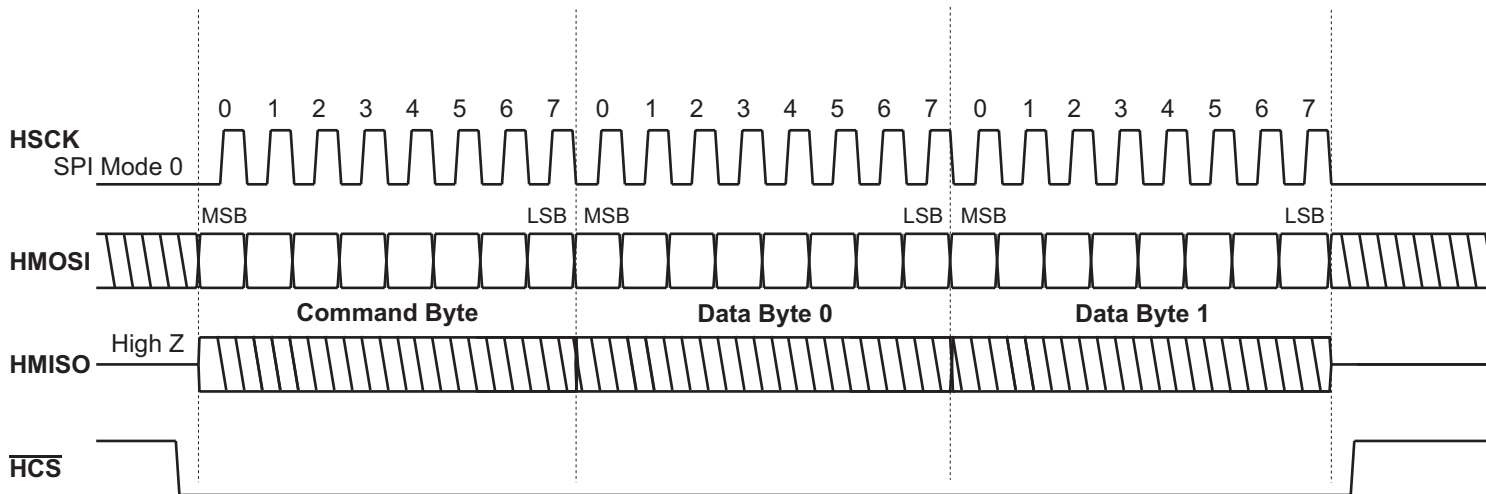 0 1 2 3 4 5 6 7 0 1 2 3 4 5 6 7 0 1 2 3 4 5 6 7
HSCK
SPI Mode 0
MSB LSB MSB LSB MSB LSB
HMOSI
Command Byte Data Byte 0 Data Byte 1
High Z
HMISO
HCS